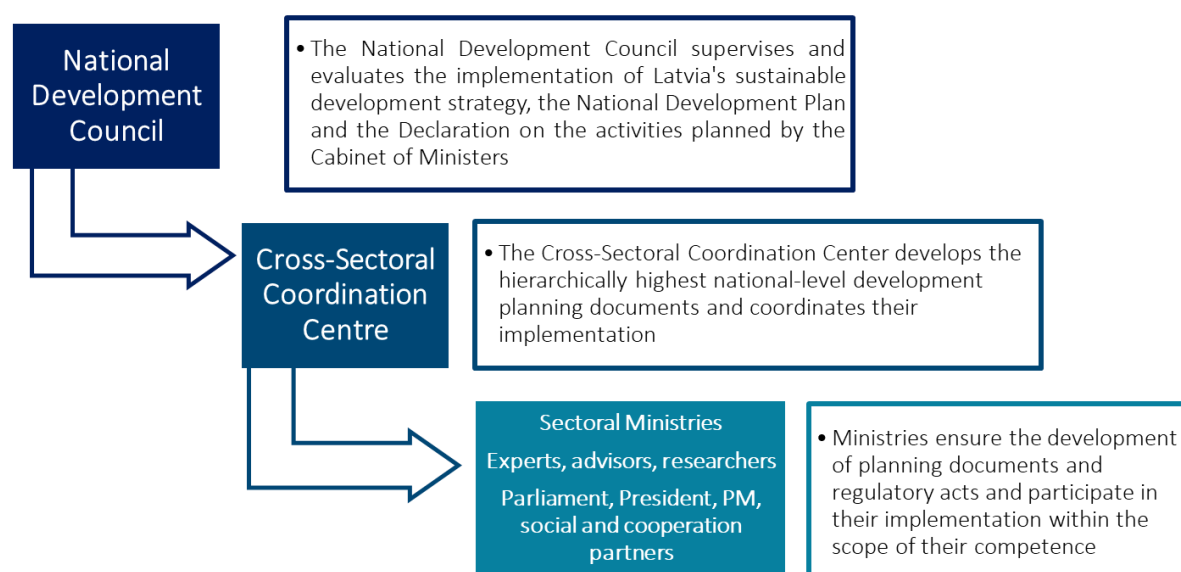 National
Development
Council
• The National Development Council supervises and
evaluates the implementation of Latvia's sustainable
development strategy, the National Development Plan
and the Declaration on the activities planned by the
Cabinet of Ministers
Cross-Sectoral
Coordination
Centre
• The Cross-Sectoral Coordination Center develops the
hierarchically highest national-level development
planning documents and coordinates their
implementation
Sectoral Ministries
Experts, advisors, researchers
Parliament, President, PM,
social and cooperation
partners
• Ministries ensure the development
of planning documents and
regulatory acts and participate in
their implementation within the
scope of their competence